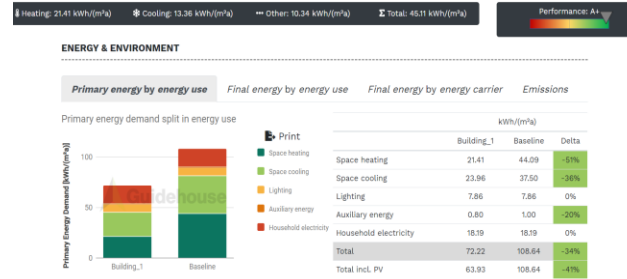 Heating: 21.41 kWh/(m²a) Cooling: 13.36 kWh/(m²a) Other: 10.34 kWh/(m²a) Σ Total: 45.11 kWh/(m²a) Performance: A+
ENERGY & ENVIRONMENT
Primary energy by energy use Final energy by energy use Final energy by energy carrier Emissions
Primary energy demand split in energy use
Print
Primary Energy Demand [kWh/(m²a)]
100
50
0
Building_1 Baseline
Guidehouse
Space heating
Space cooling
Lighting
Auxiliary energy
Household electricity
kWh/(m²a)
Building_1 Baseline Delta
Space heating 21.41 44.09 -51%
Space cooling 23.96 37.50 -36%
Lighting 7.86 7.86 0%
Auxiliary energy 0.80 1.00 -20%
Household electricity 18.19 18.19 0%
Total 72.22 108.64 -34%
Total incl. PV 63.93 108.64 -41%